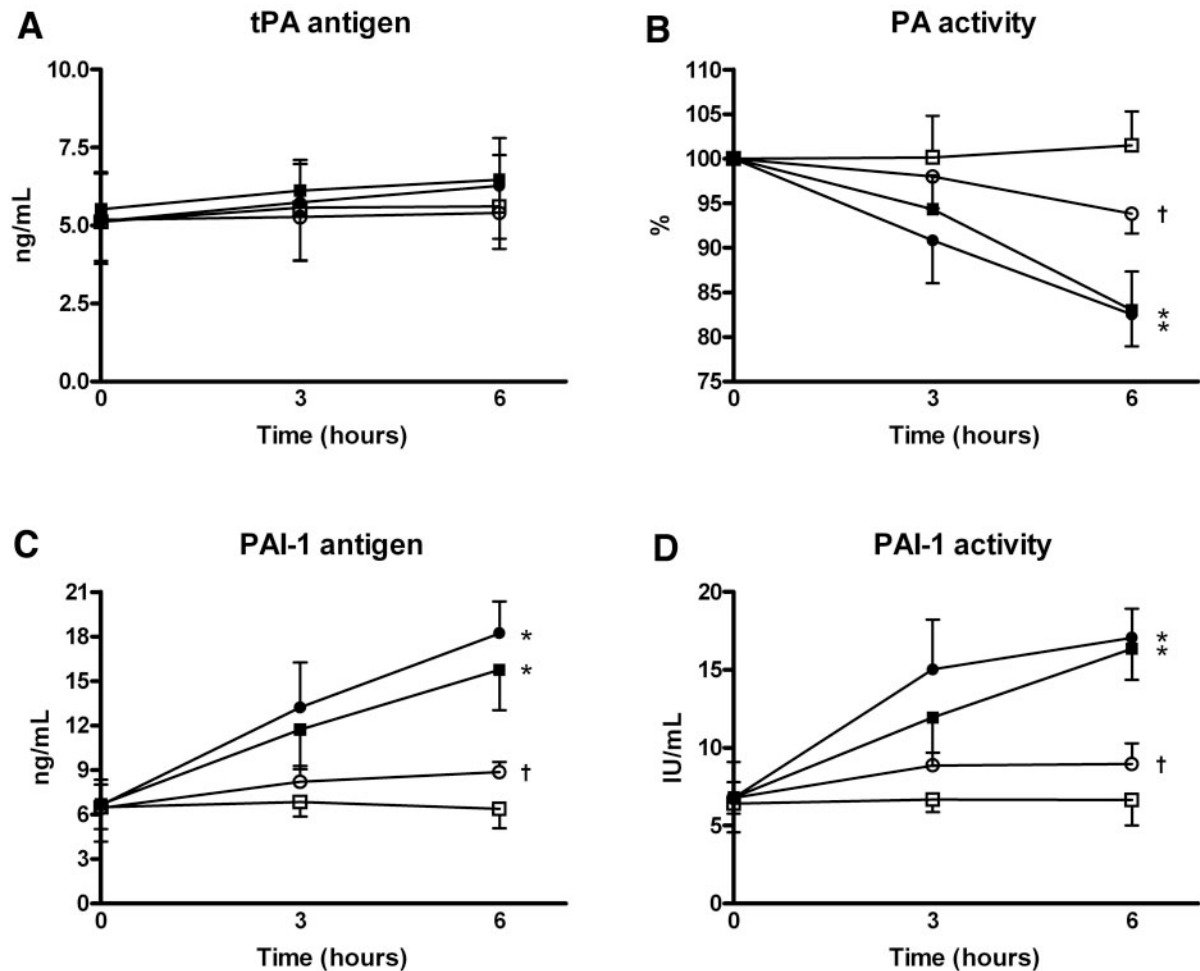 A
tPA antigen
10.0
7.5
5.0
2.5
0.0
ng/mL
0 3 6
Time (hours)
B
PA activity
110
105
100
95
90
85
80
75
%
†
*
*
0 3 6
Time (hours)
C
PAI-1 antigen
21
18
15
12
9
6
3
0
ng/mL
*
*
†
0 3 6
Time (hours)
D
PAI-1 activity
20
15
10
5
0
IU/mL
*
*
†
0 3 6
Time (hours)